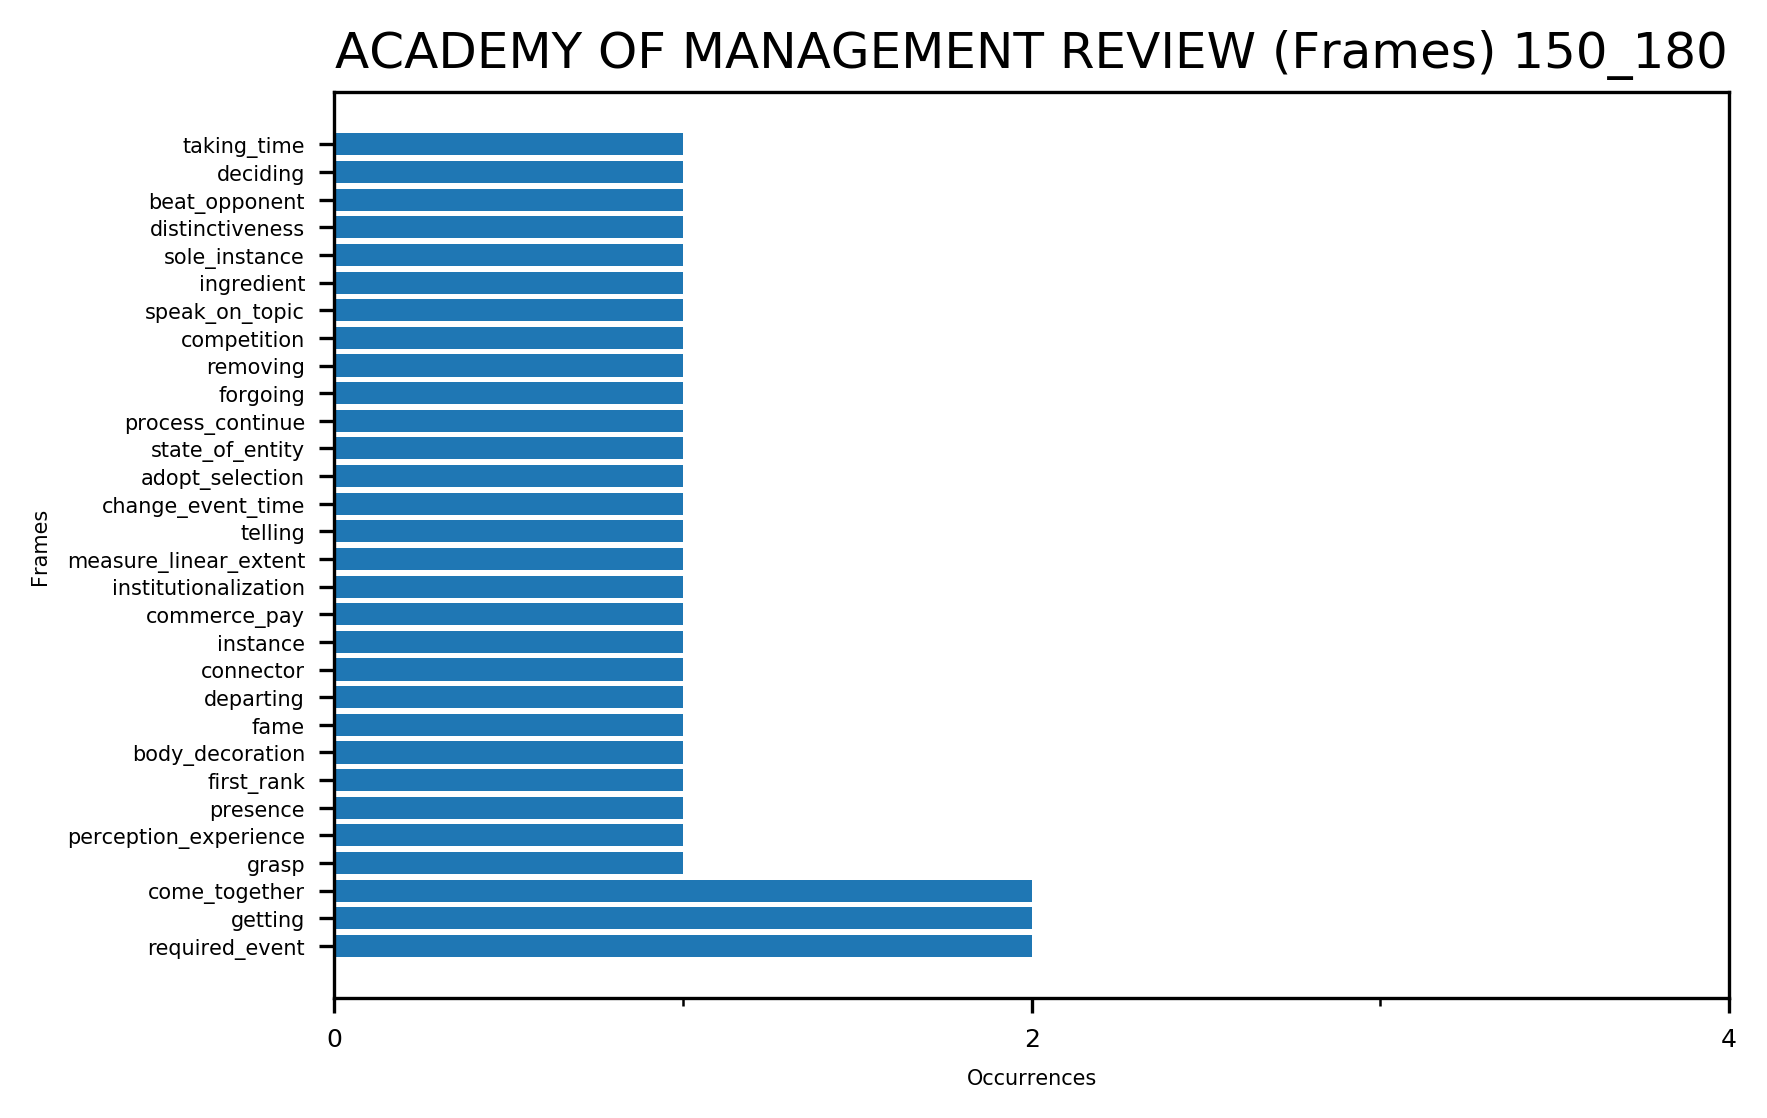 ACADEMY OF MANAGEMENT REVIEW (Frames) 150_180
taking_time
deciding
beat_opponent
distinctiveness
sole_instance
ingredient
speak_on_topic
competition
removing
forgoing
process_continue
state_of_entity
adopt_selection
change_event_time
telling
measure_linear_extent
institutionalization
commerce_pay
instance
connector
departing
fame
body_decoration
first_rank
presence
perception_experience
grasp
come_together
getting
required_event
Frames
0 2 4
Occurrences